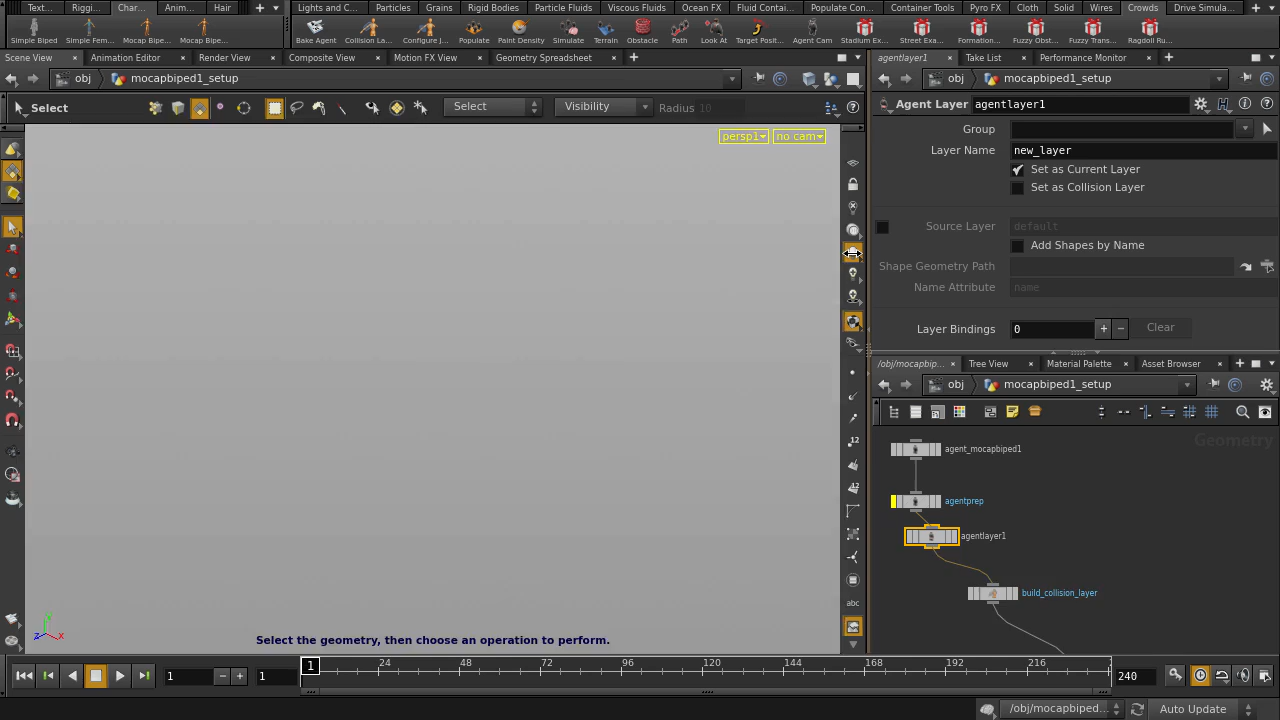 Text...
Riggi...
Char...
Anim...
Hair
Lights and C...
Particles
Grains
Rigid Bodies
Particle Fluids
Viscous Fluids
Ocean FX
Fluid Contai...
Populate Con...
Container Tools
Pyro FX
Cloth
Solid
Wires
Crowds
Drive Simula...
Simple Biped
Simple Fem...
Mocap Bipe...
Mocap Bipe...
Bake Agent
Collision La...
Configure J...
Populate
Paint Density
Simulate
Terrain
Obstacle
Path
Look At
Target Posit...
Agent Cam
Stadium Ex...
Street Exa...
Formation...
Fuzzy Obst...
Fuzzy Trans...
Ragdoll Ru...
Scene View
Animation Editor
Render View
Composite View
Motion FX View
Geometry Spreadsheet
agentlayer1
Take List
Performance Monitor
obj
mocapbiped1_setup
obj
mocapbiped1_setup
Select
Select
Visibility
Radius 10
Agent Layer
agentlayer1
persp1
no cam
Group
Layer Name
new_layer
Set as Current Layer
Set as Collision Layer
Source Layer
default
Add Shapes by Name
Shape Geometry Path
Name Attribute
name
Layer Bindings
0
Clear
/obj/mocapbip...
Tree View
Material Palette
Asset Browser
obj
mocapbiped1_setup
Geometry
agent_mocapbiped1
agentprep
agentlayer1
build_collision_layer
12
12
abc
y
z
x
Select the geometry, then choose an operation to perform.
1
1
1
24
48
72
96
120
144
168
192
216
240
/obj/mocapbiped...
Auto Update